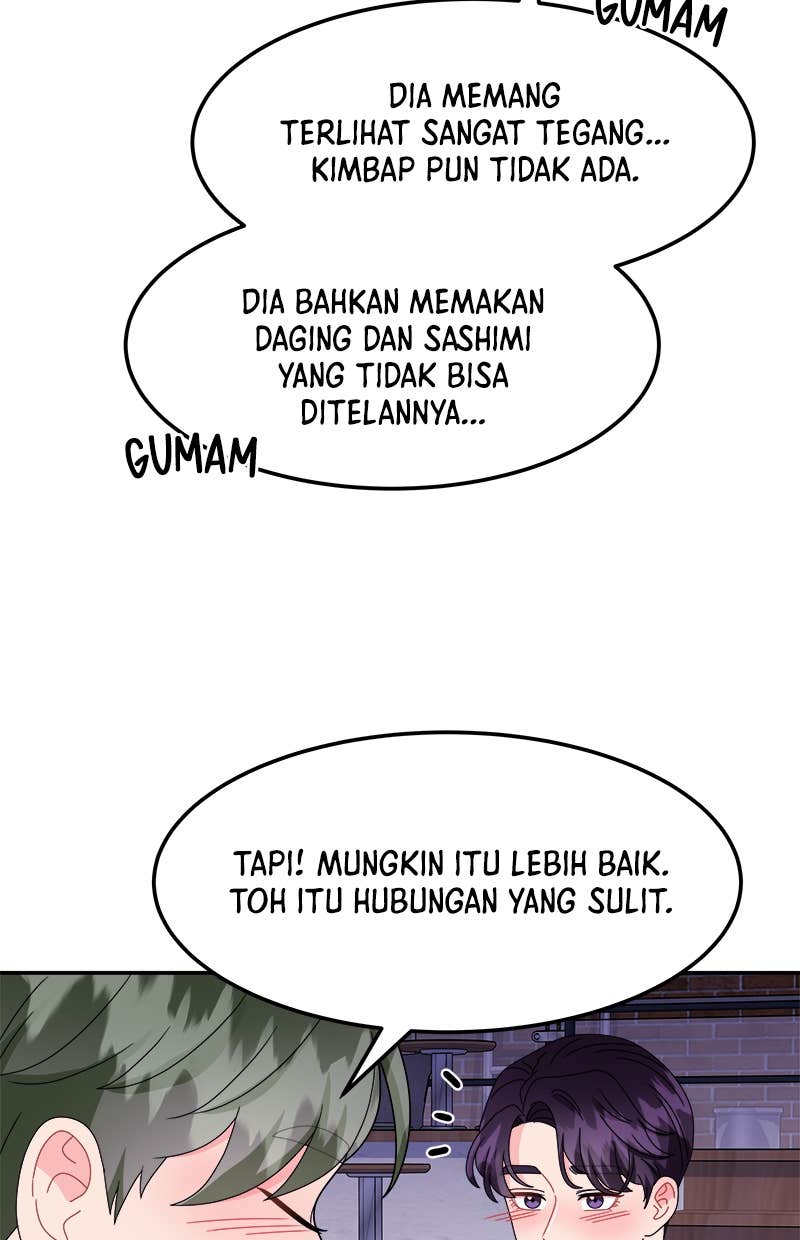 GUMAM
DIA MEMANG
TERLIHAT SANGAT TEGANG...
KIMBAP PUN TIDAK ADA.
DIA BAHKAN MEMAKAN
DAGING DAN SASHIMI
YANG TIDAK BISA
DITELANNYA...
GUMAM
TAPI! MUNGKIN ITU LEBIH BAIK.
TOH ITU HUBUNGAN YANG SULIT.